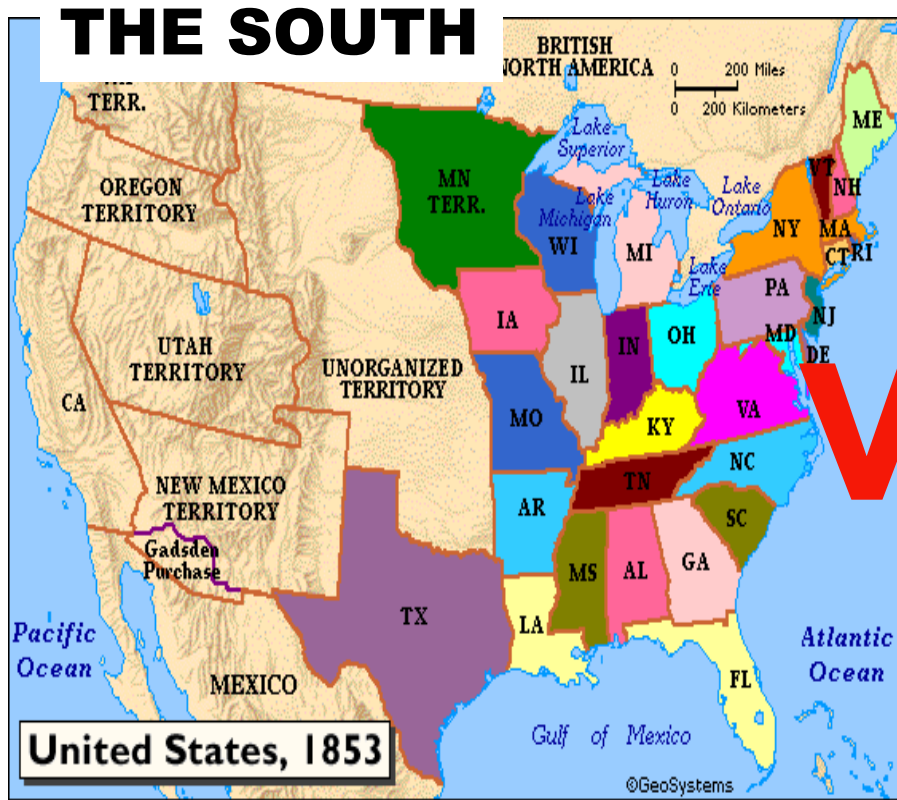 THE SOUTH
BRITISH
NORTH AMERICA
0 200 Miles
0 200 Kilometers
TERR.
OREGON
TERRITORY
UTAH
TERRITORY
CA
NEW MEXICO
TERRITORY
Gadsden
Purchase
UNORGANIZED
TERRITORY
MN
TERR.
Lake
Superior
Lake
Michigan
Lake
Huron
Lake
Ontario
Lake
Erie
WI
MI
ME
VT
NH
NY
MA
CT
RI
PA
NJ
MD
DE
IA
IL
IN
OH
MO
KY
VA
V
AR
TN
NC
SC
MS
AL
GA
TX
LA
FL
Pacific
Ocean
MEXICO
Atlantic
Ocean
Gulf of Mexico
United States, 1853
©GeoSystems